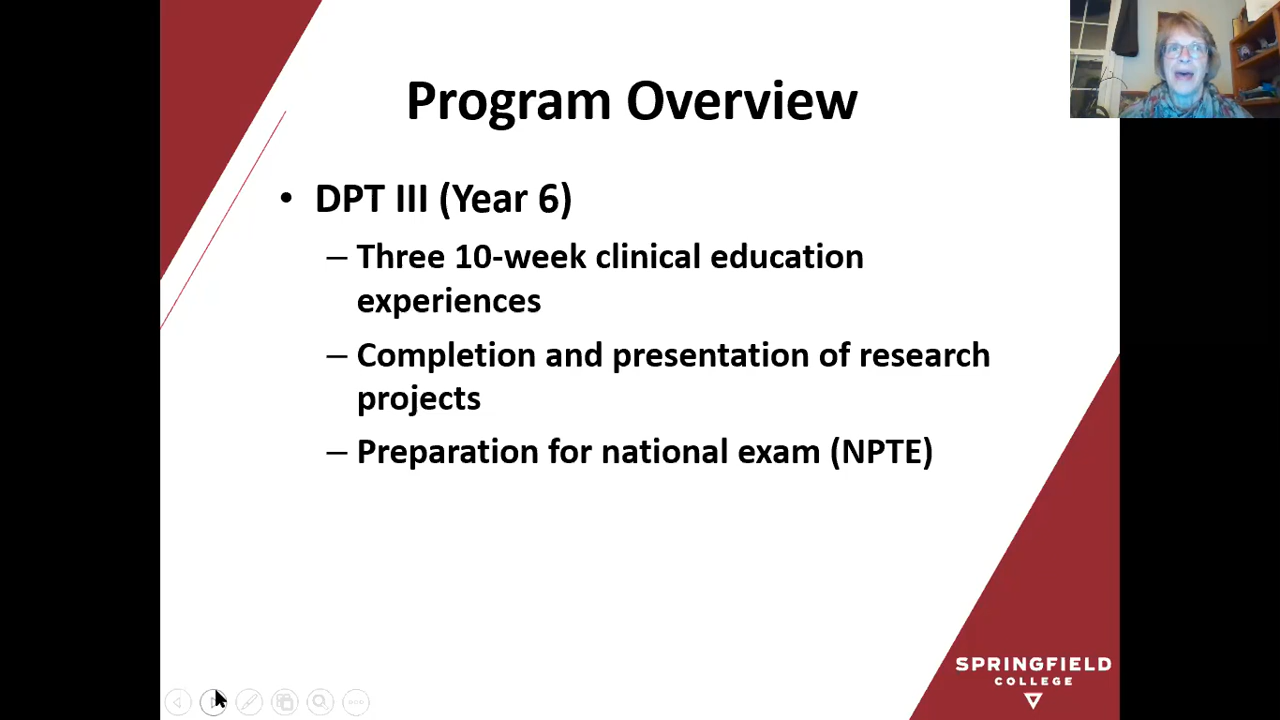 Program Overview
• DPT III (Year 6)
– Three 10-week clinical education
experiences
– Completion and presentation of research
projects
– Preparation for national exam (NPTE)
SPRINGFIELD
COLLEGE